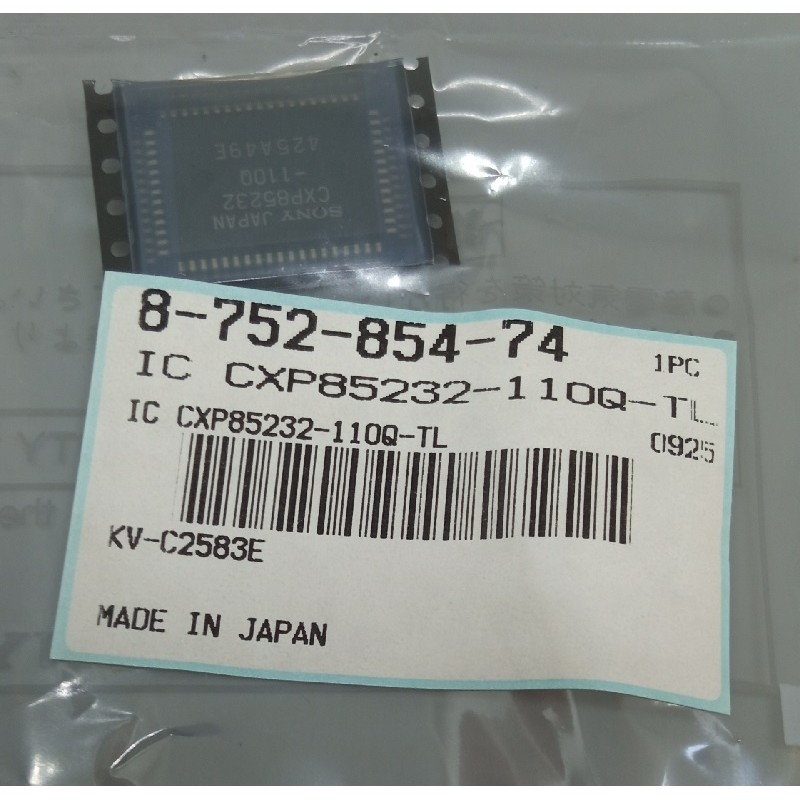 SONY JAPAN
CXP85232
-110Q
425A49E
8-752-854-74
1PC
IC CXP85232-110Q-TL
IC CXP85232-110Q-TL
0925
KV-C2583E
MADE IN JAPAN